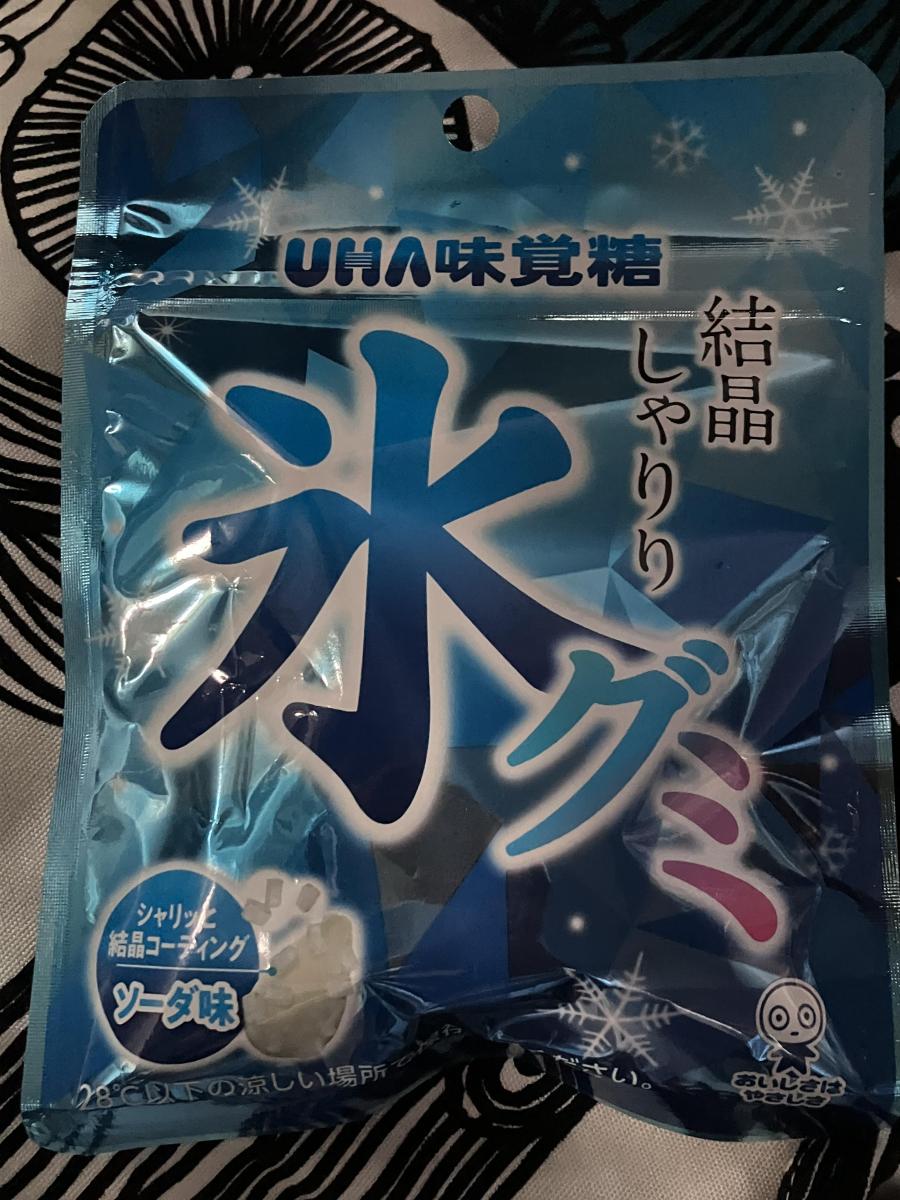 UHA味覚糖
結晶
しゃりり
氷
グミ
シャリッと
結晶コーティング
ソーダ味
28℃以下の涼しい場所で
ださい。
おいしさは
やさしさ